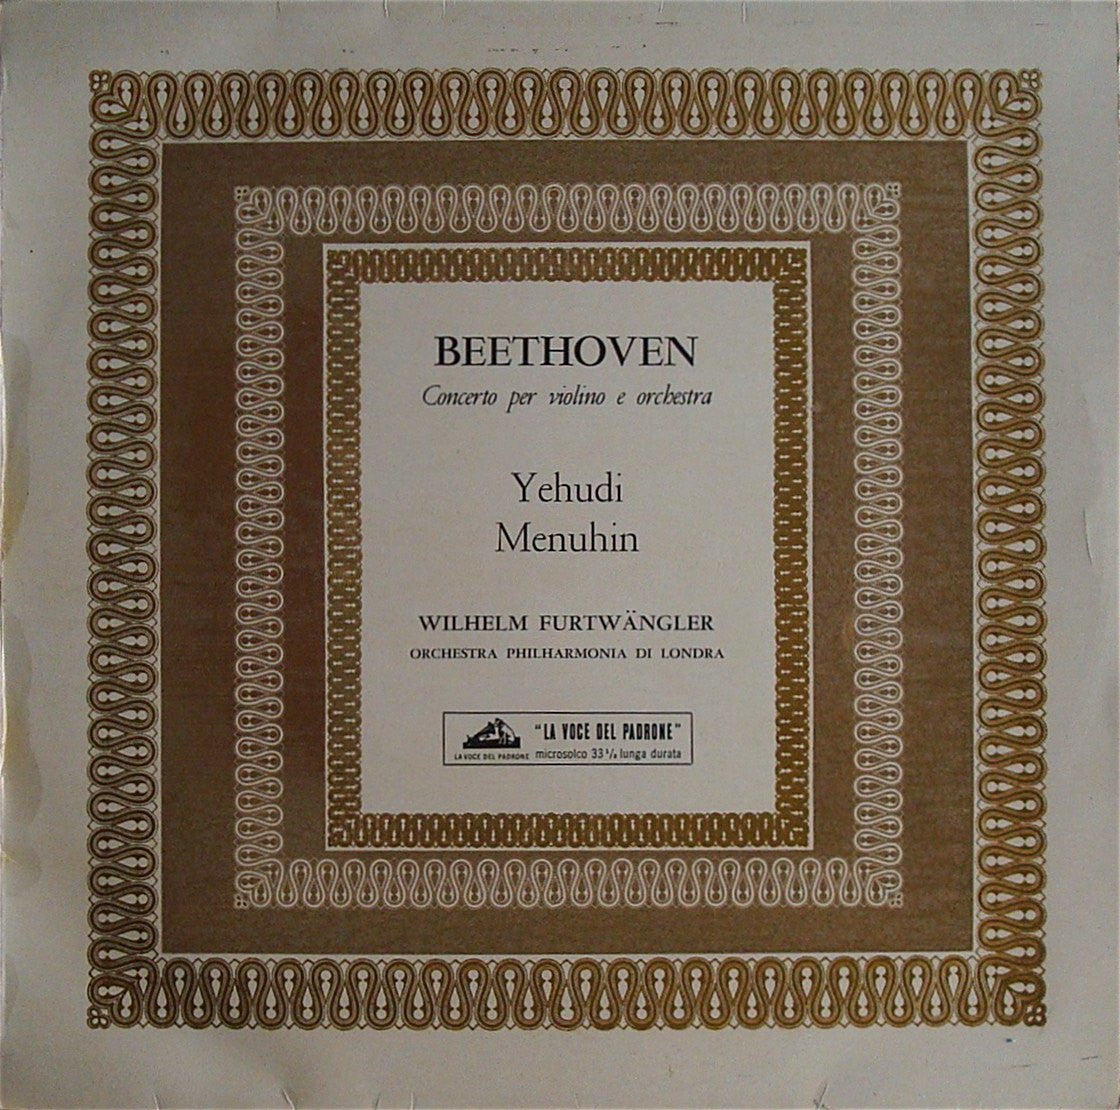 BEETHOVEN
Concerto per violino e orchestra
Yehudi
Menuhin
WILHELM FURTWÄNGLER
ORCHESTRA PHILHARMONIA DI LONDRA
"LA VOCE DEL PADRONE"
LA VOCE DEL PADRONE microsolco 33 1/3 lunga durata